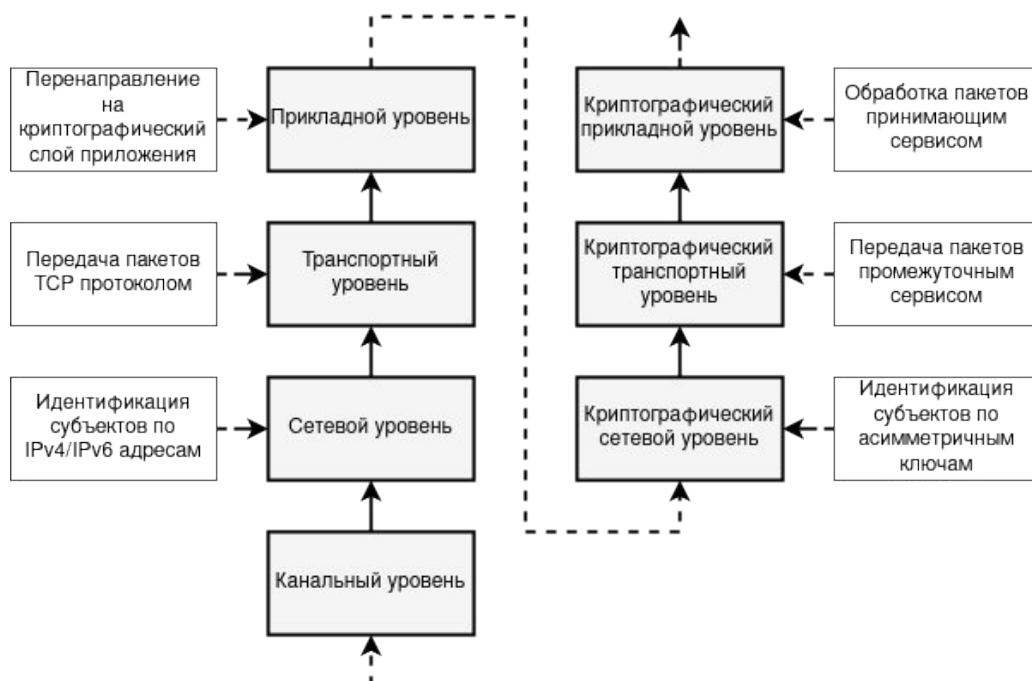 Перенаправление
на
криптографический
слой приложения
Прикладной уровень
Криптографический
прикладной уровень
Обработка пакетов
принимающим
сервисом
Передача пакетов
TCP протоколом
Транспортный
уровень
Криптографический
транспортный
уровень
Передача пакетов
промежуточным
сервисом
Идентификация
субъектов по
IPv4/IPv6 адресам
Сетевой уровень
Криптографический
сетевой уровень
Идентификация
субъектов по
асимметричным
ключам
Канальный уровень